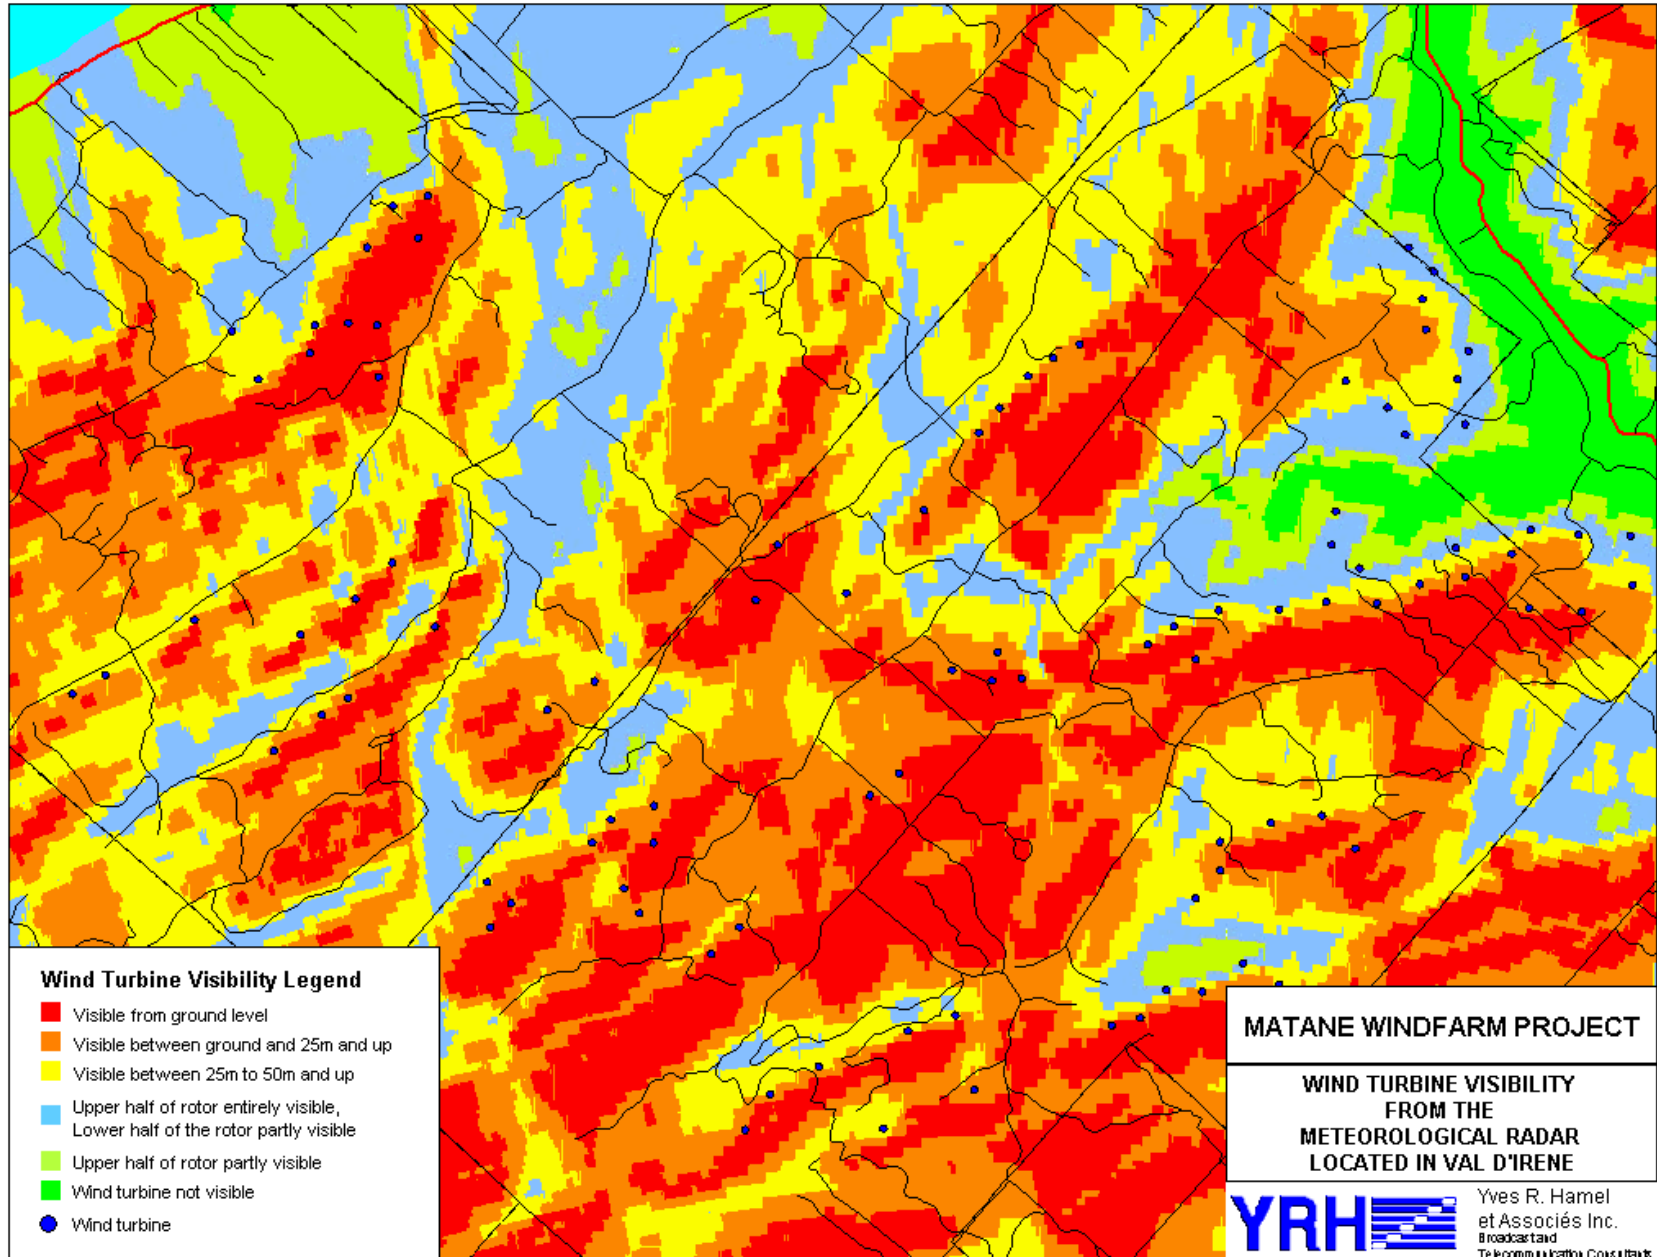 Wind Turbine Visibility Legend
Visible from ground level
Visible between ground and 25m and up
Visible between 25m to 50m and up
Upper half of rotor entirely visible,
Lower half of the rotor partly visible
Upper half of rotor partly visible
Wind turbine not visible
Wind turbine
MATANE WINDFARM PROJECT
WIND TURBINE VISIBILITY
FROM THE
METEOROLOGICAL RADAR
LOCATED IN VAL D'IRENE
YRH
Yves R. Hamel
et Associés Inc.
Broadcast and
Telecommunication Consultants